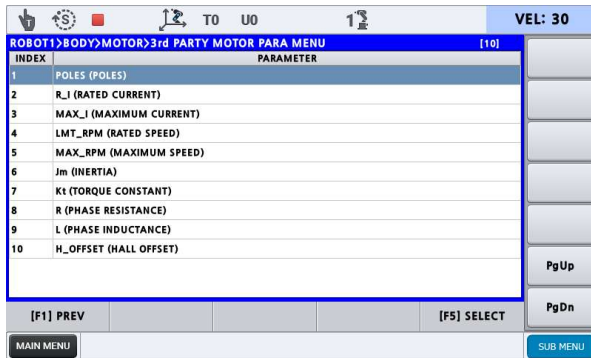 T0 U0 1 VEL: 30
ROBOT1>BODY>MOTOR>3rd PARTY MOTOR PARA MENU [10]
INDEX PARAMETER
1 POLES (POLES)
2 R_I (RATED CURRENT)
3 MAX_I (MAXIMUM CURRENT)
4 LMT_RPM (RATED SPEED)
5 MAX_RPM (MAXIMUM SPEED)
6 Jm (INERTIA)
7 Kt (TORQUE CONSTANT)
8 R (PHASE RESISTANCE)
9 L (PHASE INDUCTANCE)
10 H_OFFSET (HALL OFFSET)
PgUp
[F1] PREV [F5] SELECT PgDn
MAIN MENU SUB MENU